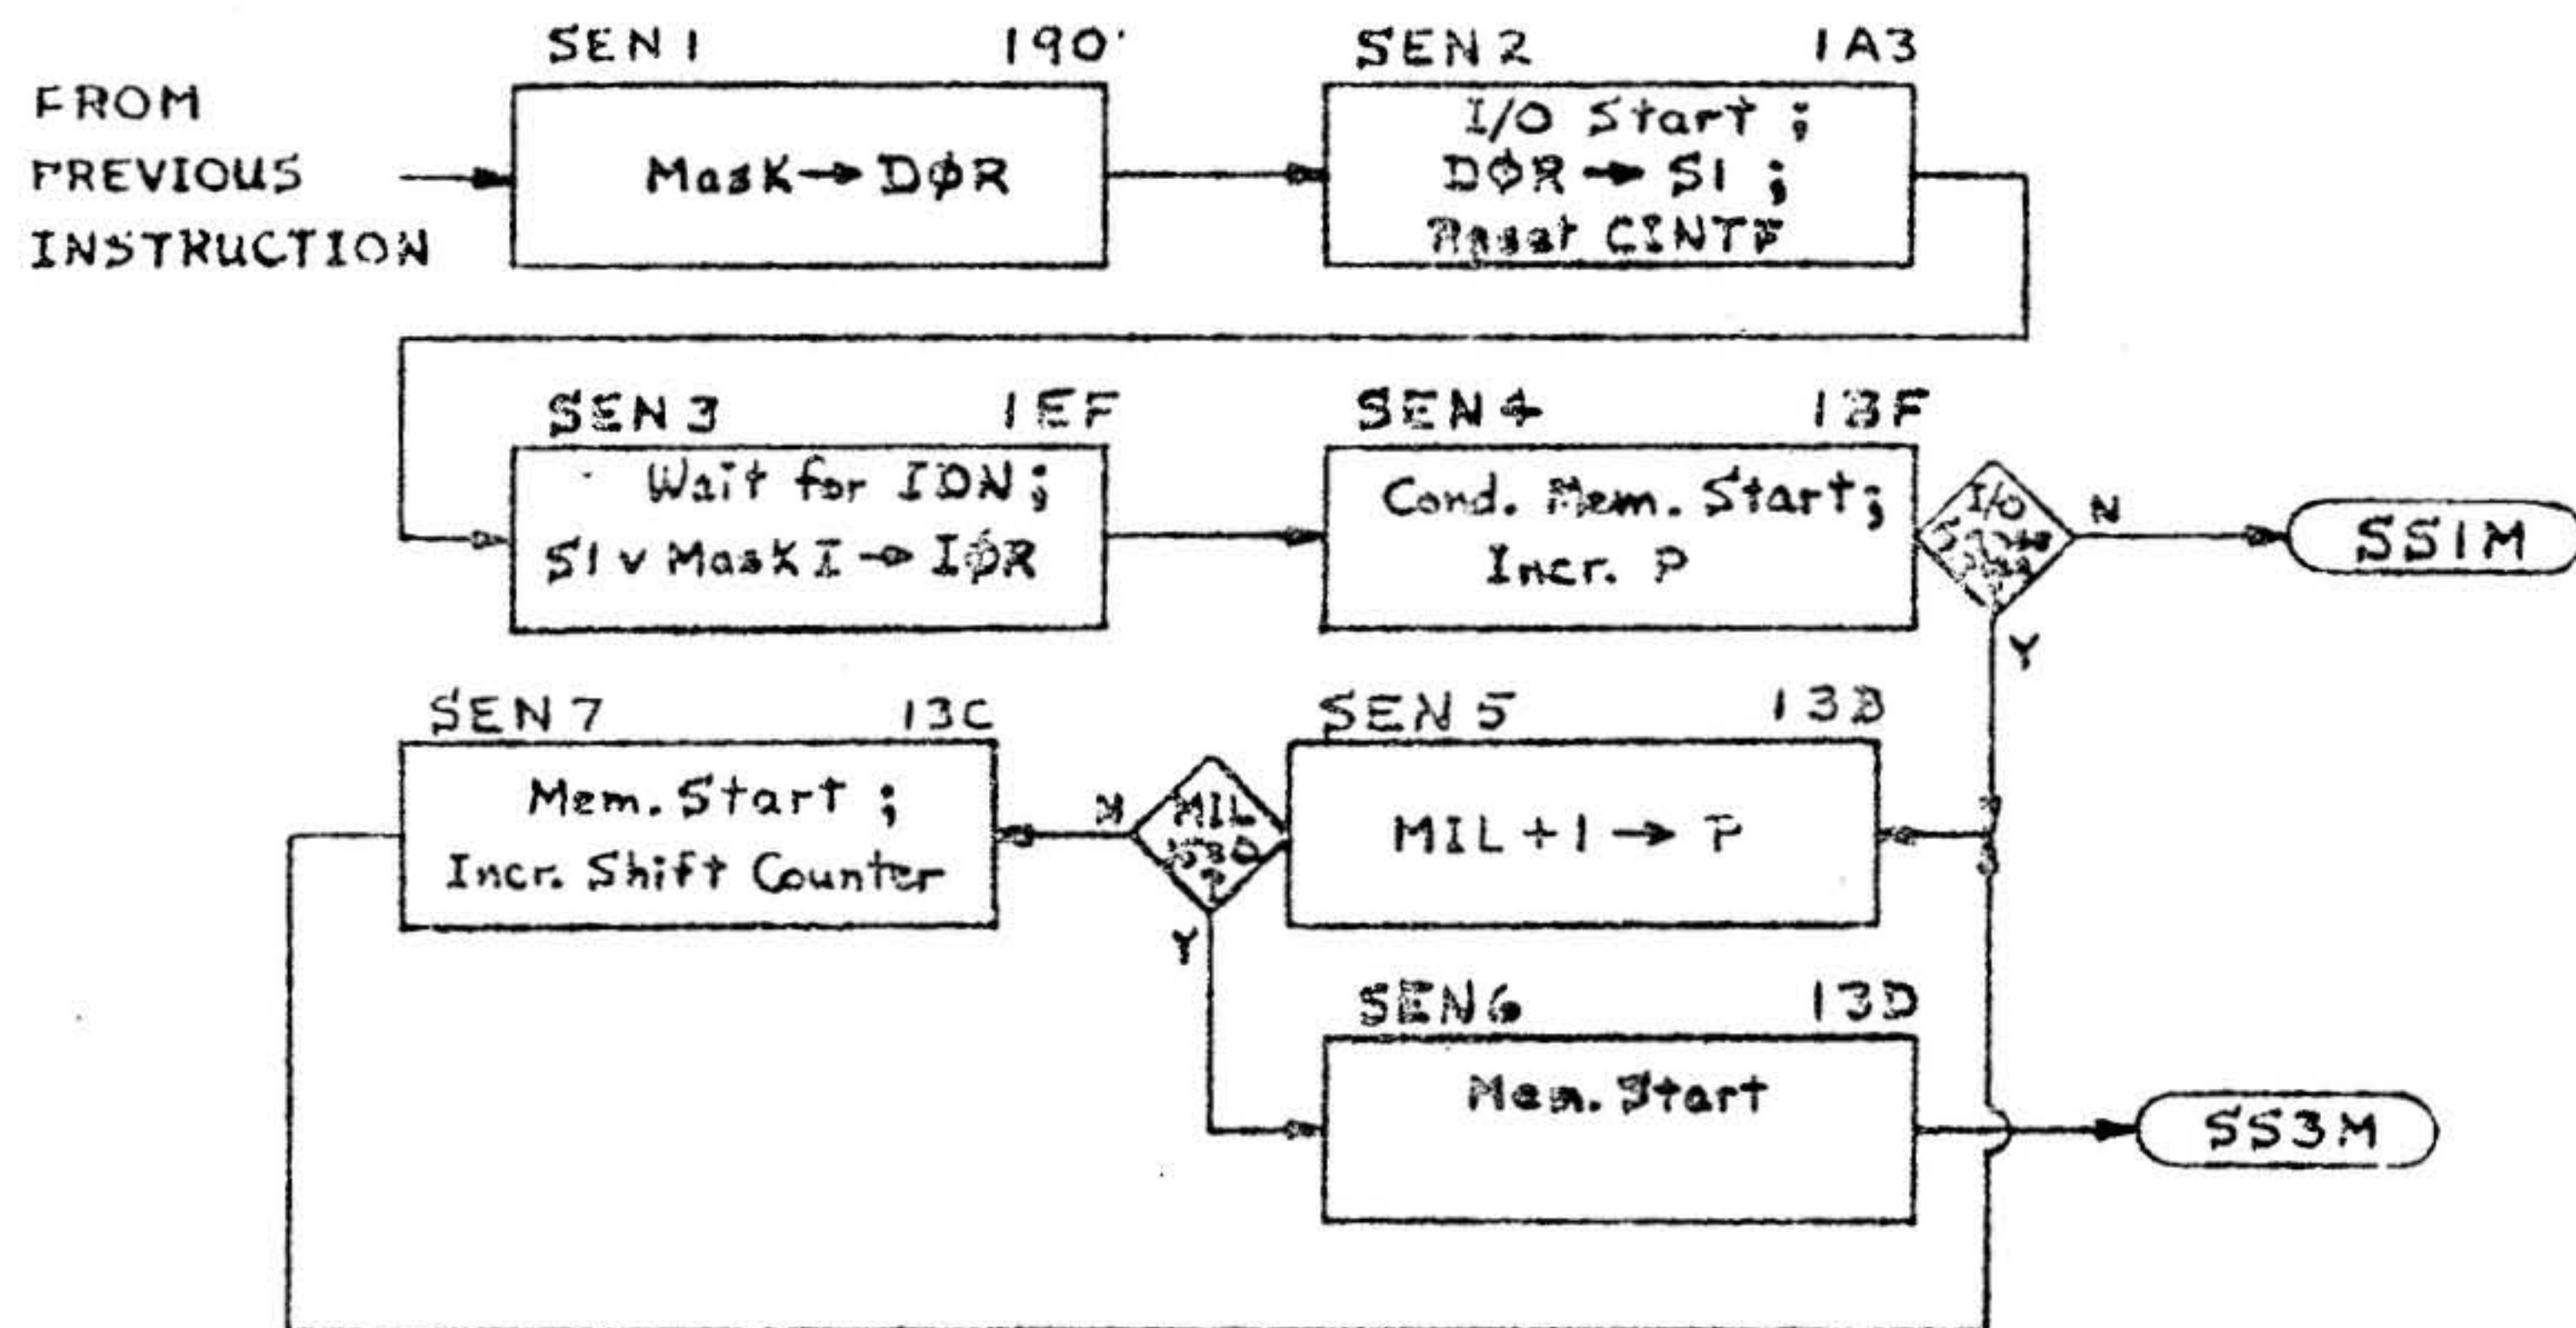 FROM
PREVIOUS
INSTRUCTION
SEN1 190
Mask → DØR
SEN2 1A3
I/O Start ;
DØR → S1 ;
Reset CINTF
SEN3 1EF
Wait for IDN ;
S1 v Mask I → IØR
SEN4 13F
Cond. Mem. Start ;
Incr. P
I/O
N
SS1M
Y
SEN7 13C
Mem. Start ;
Incr. Shift Counter
N
MIL
?
Y
SEN5 13B
MIL + 1 → P
SEN6 13D
Mem. Start
SS3M